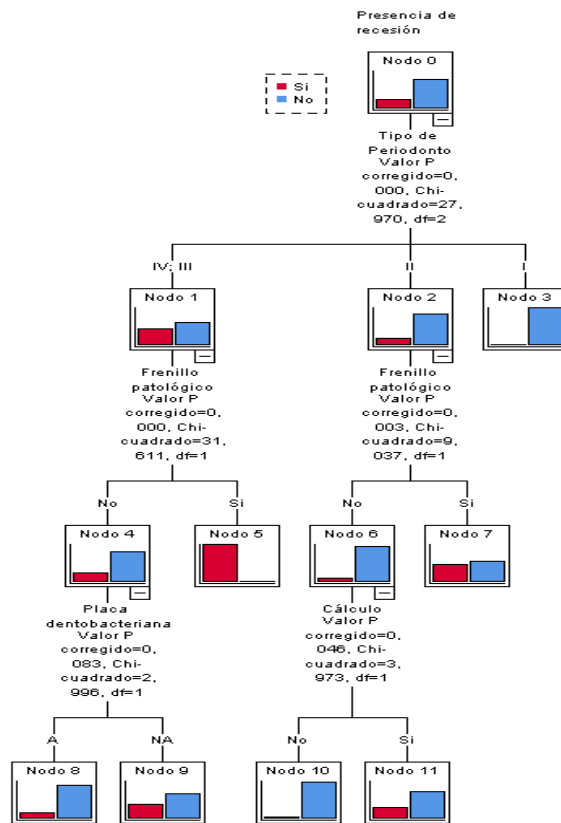 Presencia de
recesión
Nodo 0
Si
No
Tipo de
Periodonto
Valor P
corregido=0,
000, Chi-
cuadrado=27,
970, df=2
IV; III
II
I
Nodo 1
Nodo 2
Nodo 3
Frenillo
patológico
Valor P
corregido=0,
000, Chi-
cuadrado=31,
611, df=1
Frenillo
patológico
Valor P
corregido=0,
003, Chi-
cuadrado=9,
037, df=1
No
Si
No
Si
Nodo 4
Nodo 5
Nodo 6
Nodo 7
Placa
dentobacteriana
Valor P
corregido=0,
083, Chi-
cuadrado=2,
996, df=1
Cálculo
Valor P
corregido=0,
046, Chi-
cuadrado=3,
973, df=1
A
NA
No
Si
Nodo 8
Nodo 9
Nodo 10
Nodo 11